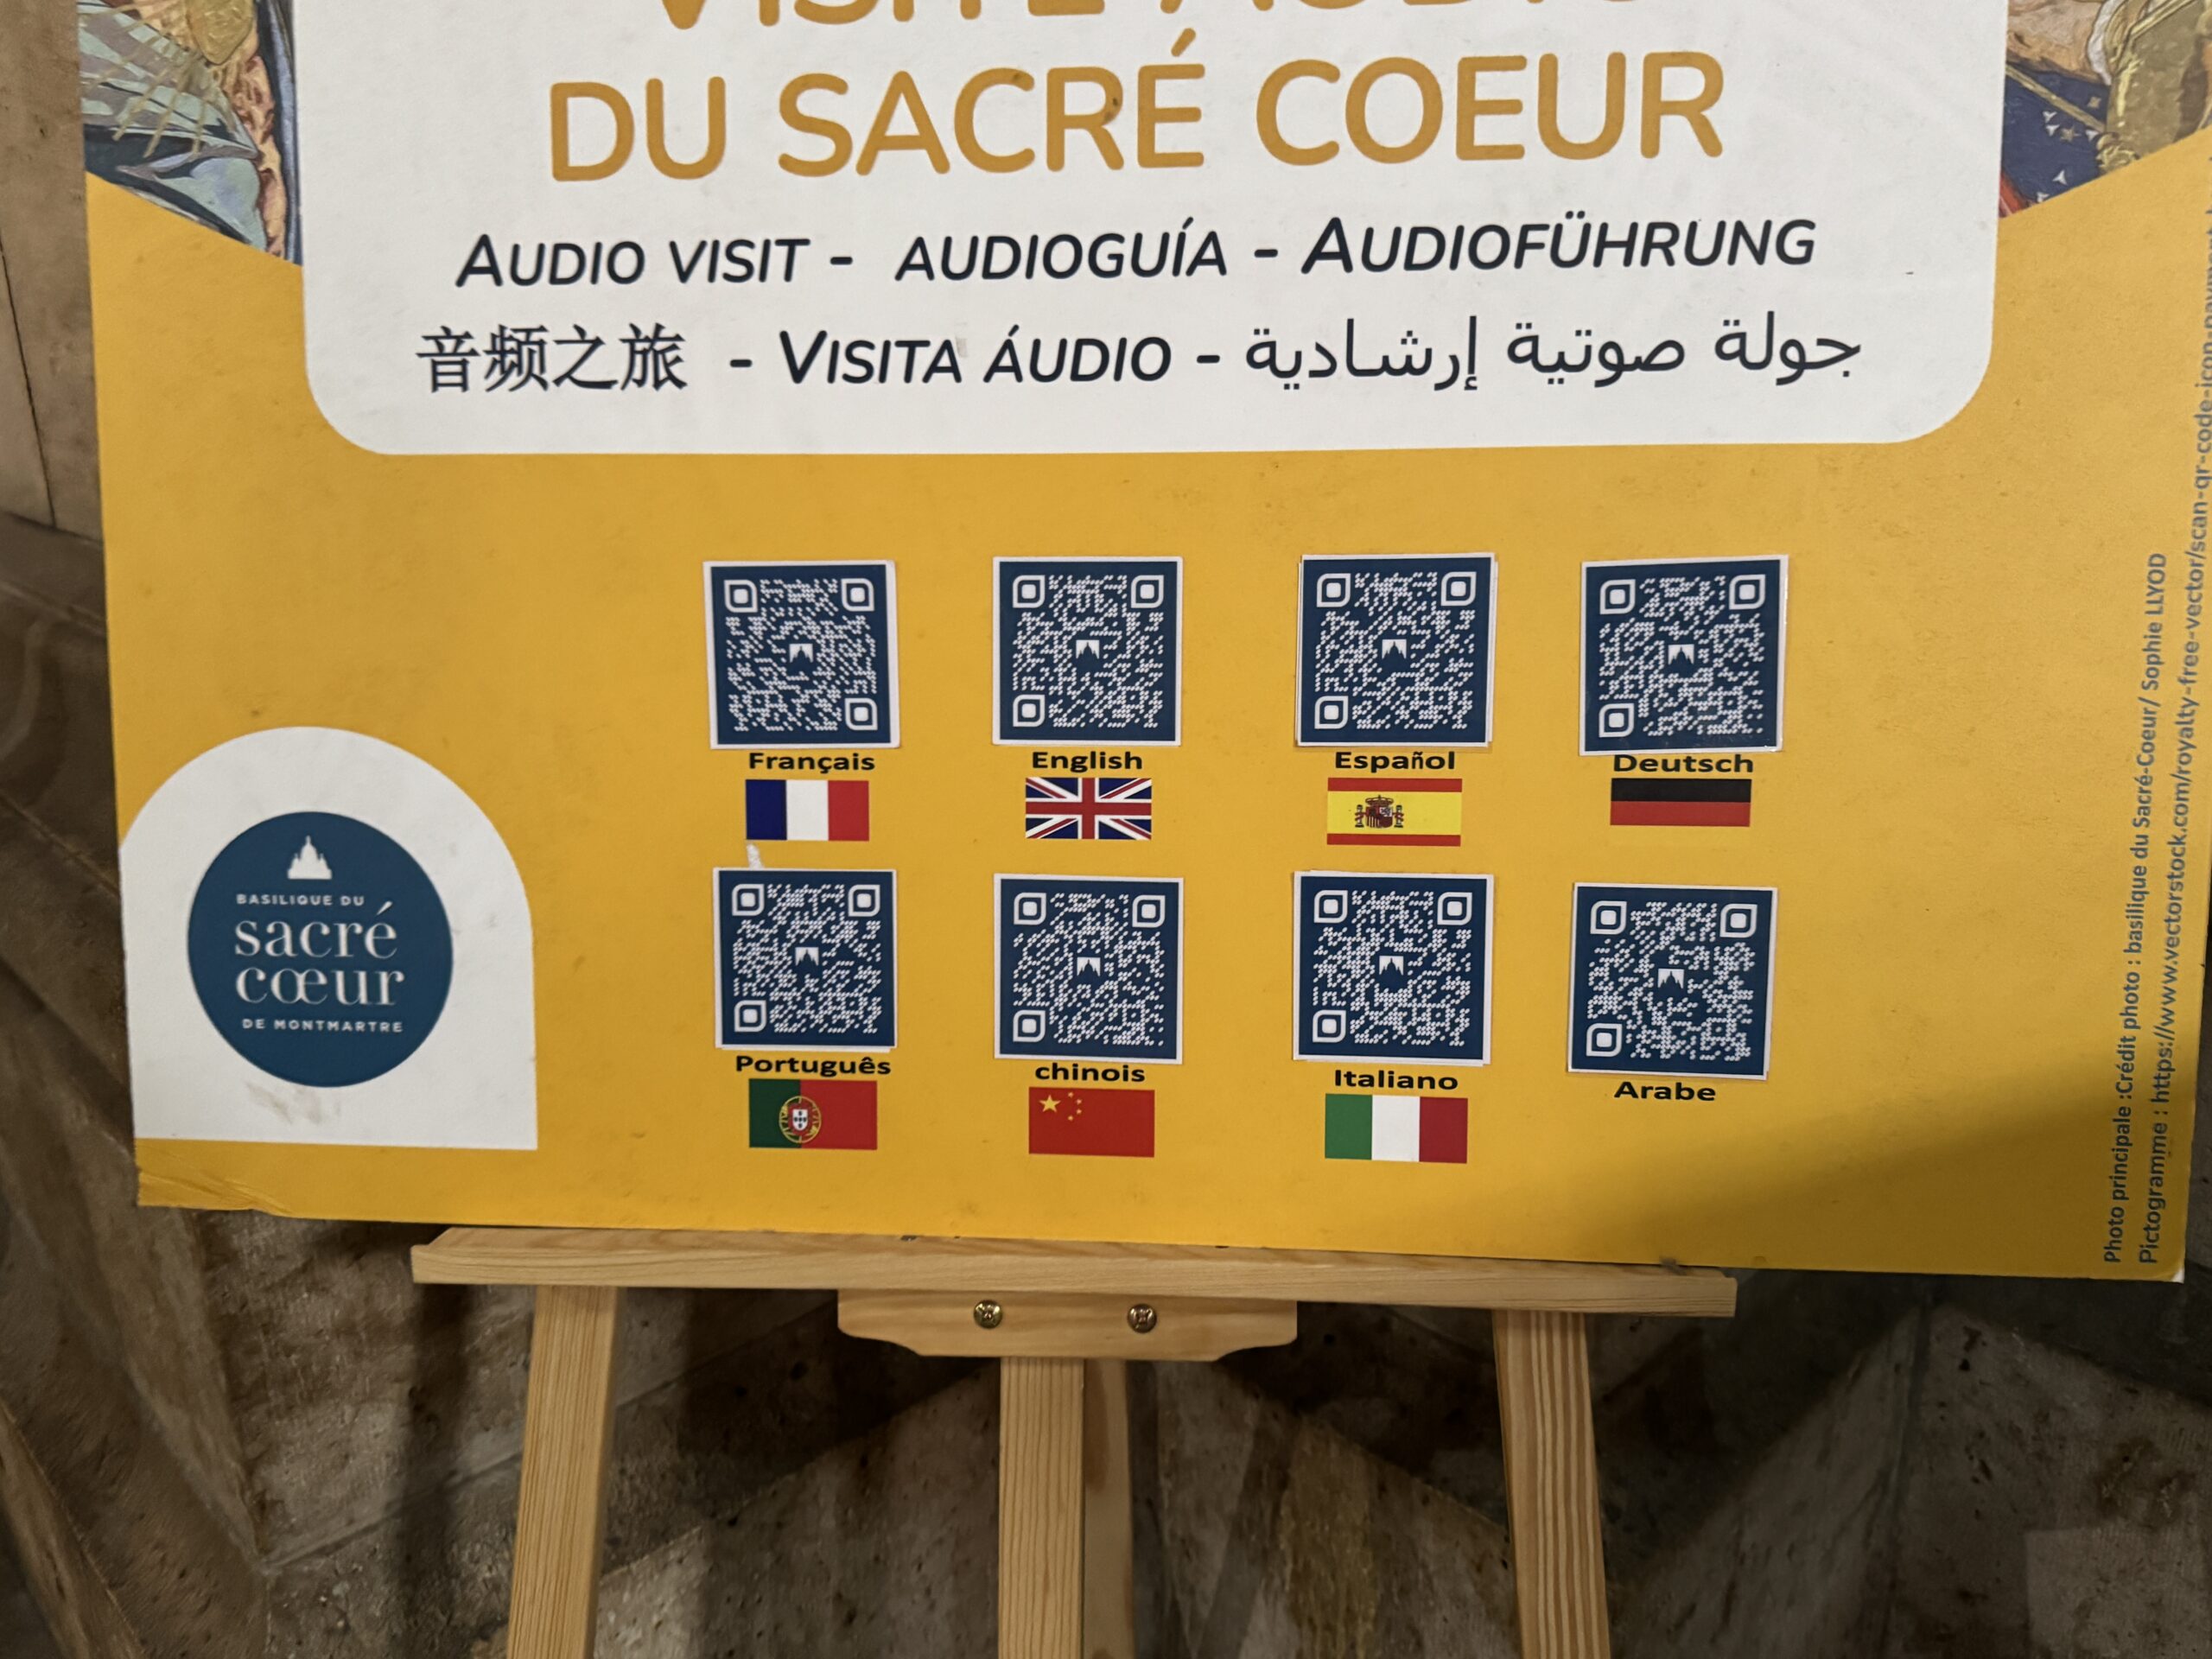 VISITE AUDIO
DU SACRÉ COEUR
AUDIO VISIT - AUDIOGUÍA - AUDIOFÜHRUNG
音频之旅 - VISITA ÁUDIO - جولة صوتية إرشادية
Français English Español Deutsch
Português chinois Italiano Arabe
BASILIQUE DU
sacré
cœur
DE MONTMARTRE
Photo principale :Crédit photo : basilique du Sacré-Coeur/ Sophie LLYOD
Pictogramme : https://www.vectorstock.com/royalty-free-vector/scan-qr-code-icon-payment-